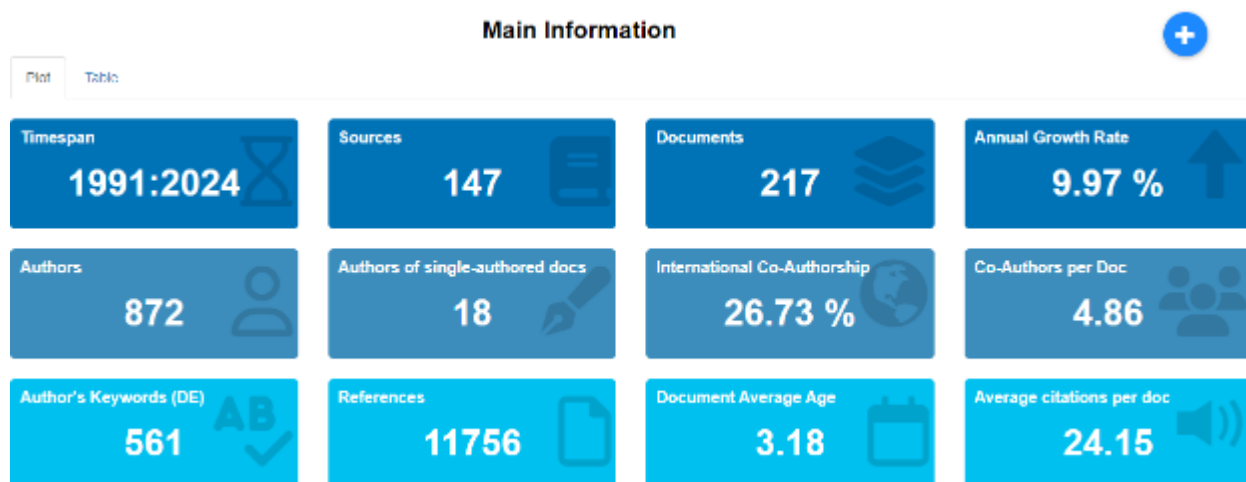 Main Information
Plot Table
Timespan
1991:2024
Sources
147
Documents
217
Annual Growth Rate
9.97 %
Authors
872
Authors of single-authored docs
18
International Co-Authorship
26.73 %
Co-Authors per Doc
4.86
Author's Keywords (DE)
561
AB
References
11756
Document Average Age
3.18
Average citations per doc
24.15